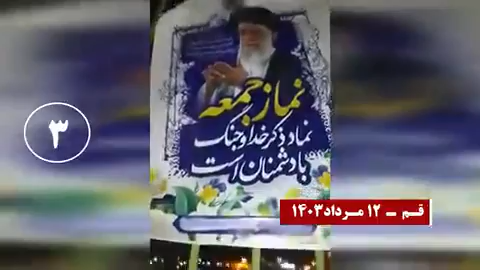 نماز جمعه
نماد ذکر خدا و جنگ
با دشمنان است
۳
قم ـ ۱۲ مرداد ۱۴۰۳